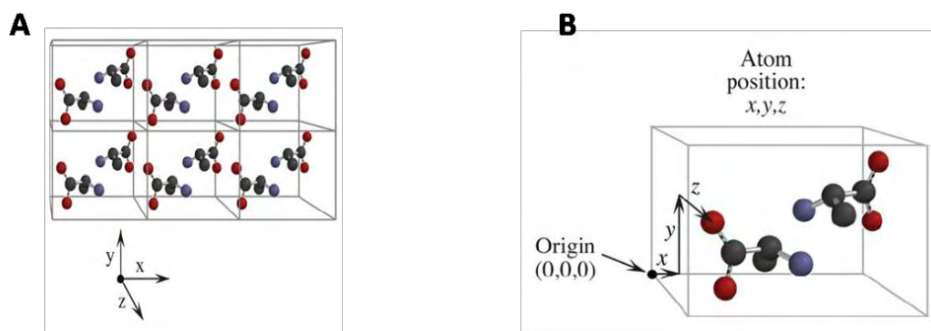 A
y
x
z
B
Atom
position:
x,y,z
z
y
x
Origin
(0,0,0)